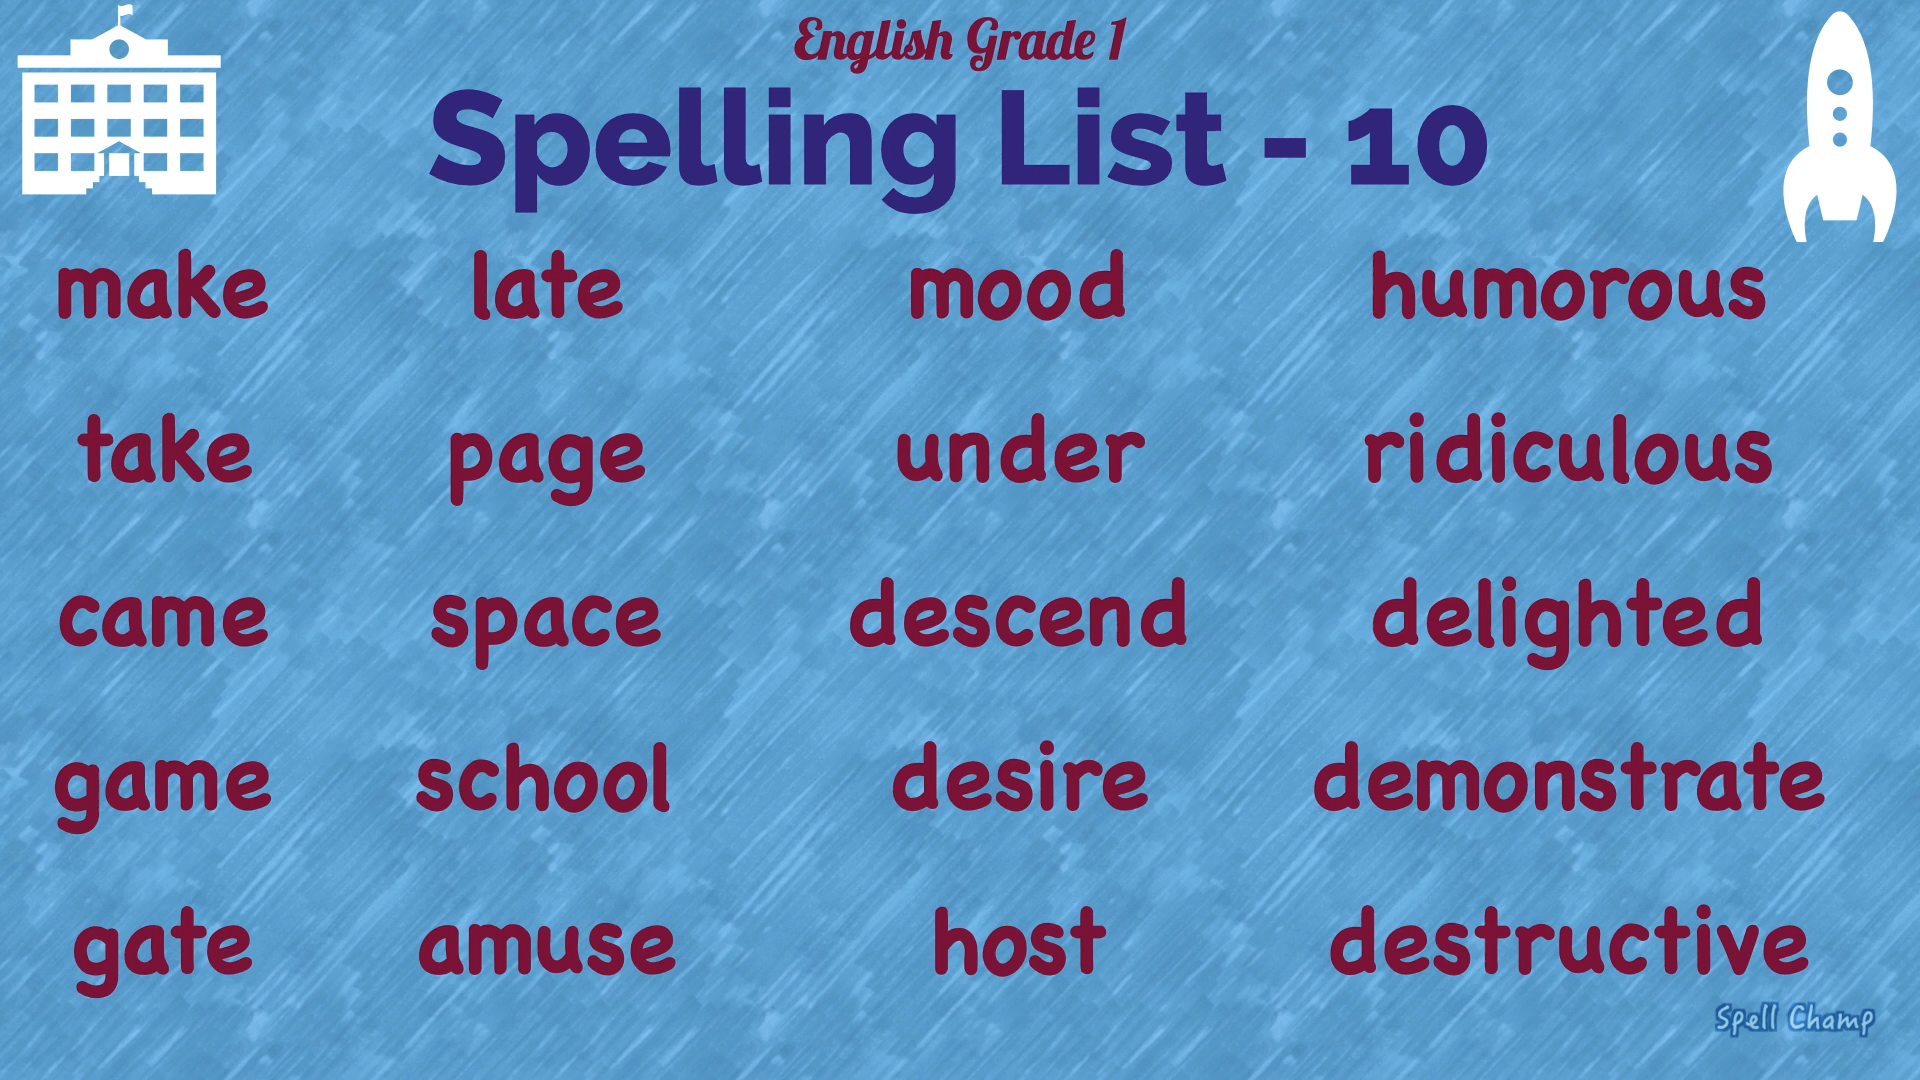 English Grade 1
Spelling List - 10
make late mood humorous
take page under ridiculous
came space descend delighted
game school desire demonstrate
gate amuse host destructive
Spell Champ